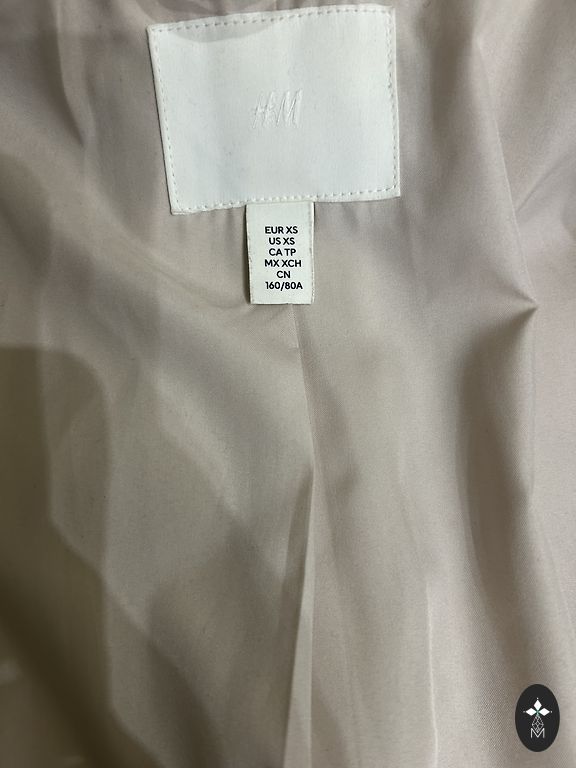 H&M
EUR XS
US XS
CA TP
MX XCH
CN
160/80A
M